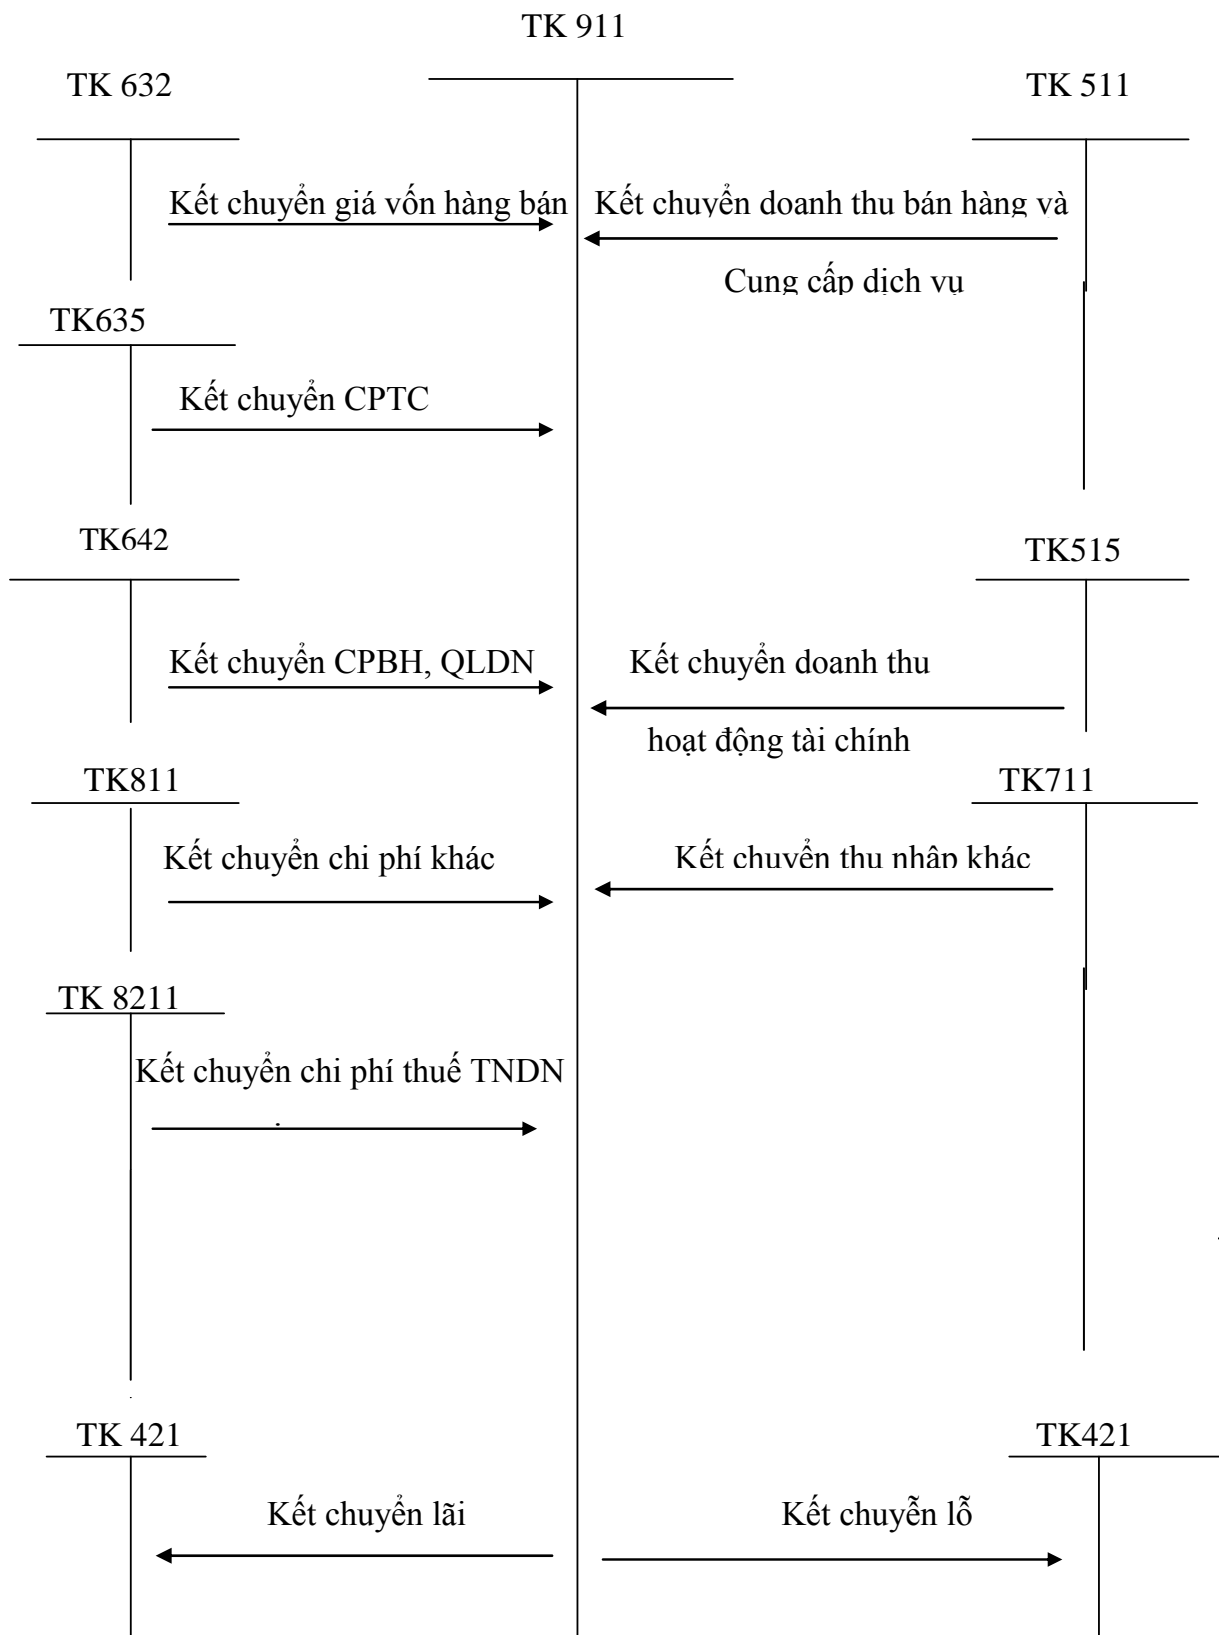 TK 911
TK 632
TK 511
Kết chuyển giá vốn hàng bán
Kết chuyển doanh thu bán hàng và
Cung cấp dịch vụ
TK635
Kết chuyển CPTC
TK642
TK515
Kết chuyển CPBH, QLDN
Kết chuyển doanh thu
hoạt động tài chính
TK811
TK711
Kết chuyển chi phí khác
Kết chuyển thu nhập khác
TK 8211
Kết chuyển chi phí thuế TNDN
TK 421
TK421
Kết chuyển lãi
Kết chuyễn lỗ